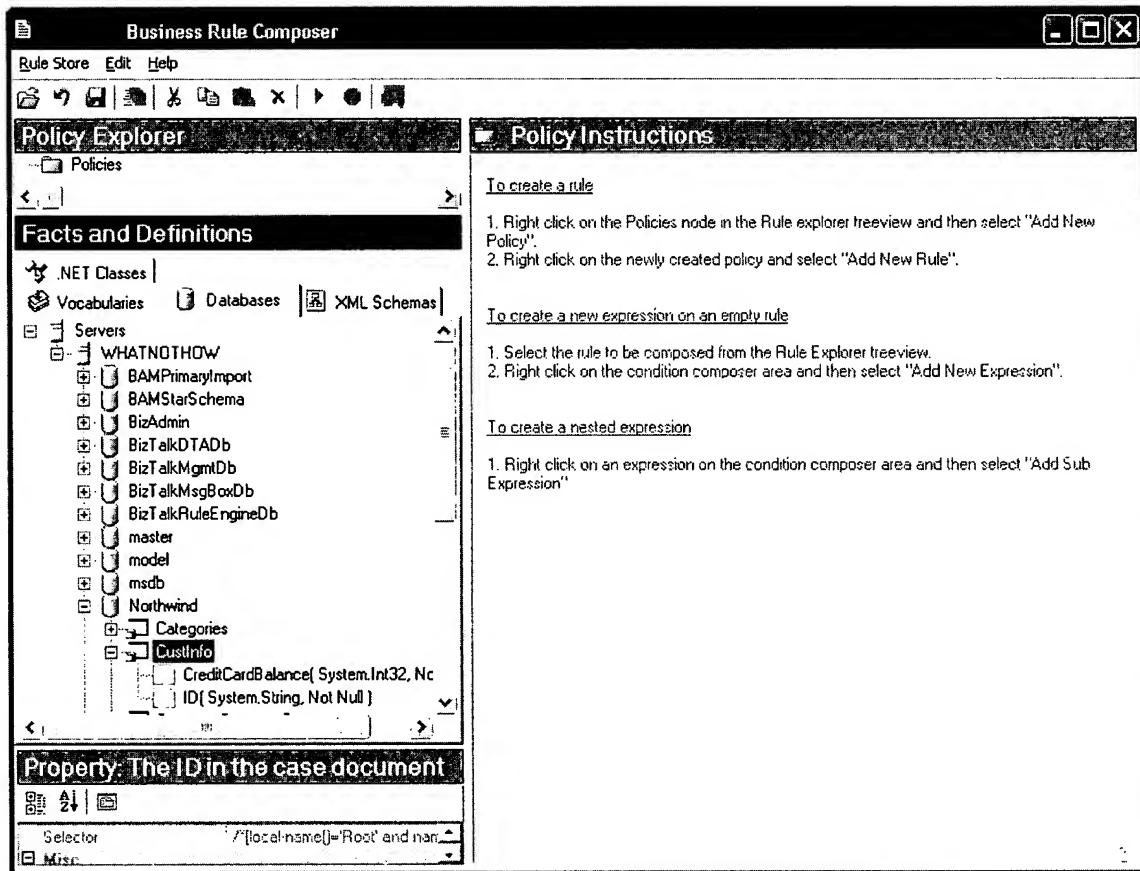 Business Rule Composer
Rule Store Edit Help
Policy Explorer
Policies
Facts and Definitions
.NET Classes
Vocabularies Databases XML Schemas
Servers
WHATNOTHOW
BAMPrimaryImport
BAMStarSchema
BizAdmin
BizTalkDTADb
BizTalkMgmtDb
BizTalkMsgBoxDb
BizTalkRuleEngineDb
master
model
msdb
Northwind
Categories
CustInfo
CreditCardBalance( System.Int32, Nc
ID( System.String, Not Null )
Property: The ID in the case document
Selector /*[local-name()='Root' and nam
Misc
Policy Instructions
To create a rule
1. Right click on the Policies node in the Rule explorer treeview and then select "Add New
Policy".
2. Right click on the newly created policy and select "Add New Rule".
To create a new expression on an empty rule
1. Select the rule to be composed from the Rule Explorer treeview.
2. Right click on the condition composer area and then select "Add New Expression".
To create a nested expression
1. Right click on an expression on the condition composer area and then select "Add Sub
Expression"